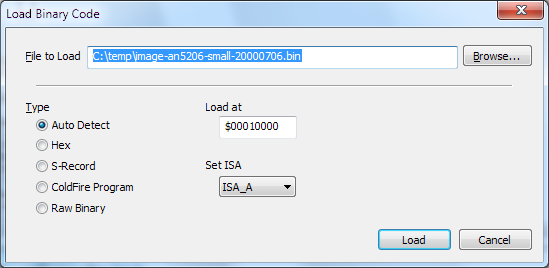 Load Binary Code
File to Load C:\temp\image-an5206-small-20000706.bin Browse...
Type Load at
Auto Detect $00010000
Hex
S-Record Set ISA
ColdFire Program ISA_A
Raw Binary
Load Cancel